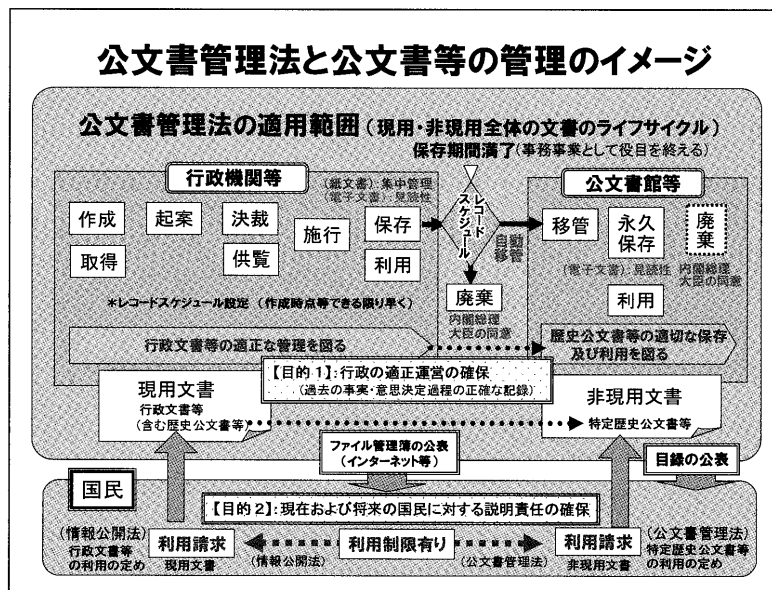 公文書管理法と公文書等の管理のイメージ
公文書管理法の適用範囲(現用・非現用全体の文書のライフサイクル)
保存期間満了(事務事業として役目を終える)
行政機関等
(紙文書):集中管理
(電子文書):見読性
作成
起案
決裁
施行
保存
取得
供覧
利用
*レコードスケジュール設定 (作成時点等できる限り早く)
レコード
スケジュール
自動
移管
廃棄
内閣総理
大臣の同意
公文書館等
移管
永久
保存
廃棄
(電子文書):見読性
内閣総理
大臣の同意
利用
行政文書等の適正な管理を図る
歴史公文書等の適切な保存
及び利用を図る
【目的1】:行政の適正運営の確保
(過去の事実・意思決定過程の正確な記録)
現用文書
行政文書等
(含む歴史公文書等)
非現用文書
特定歴史公文書等
ファイル管理簿の公表
(インターネット等)
目録の公表
国民
【目的2】:現在および将来の国民に対する説明責任の確保
(情報公開法)
行政文書等
の利用の定め
利用請求
現用文書
(情報公開法)
利用制限有り
(公文書管理法)
利用請求
非現用文書
(公文書管理法)
特定歴史公文書等
の利用の定め